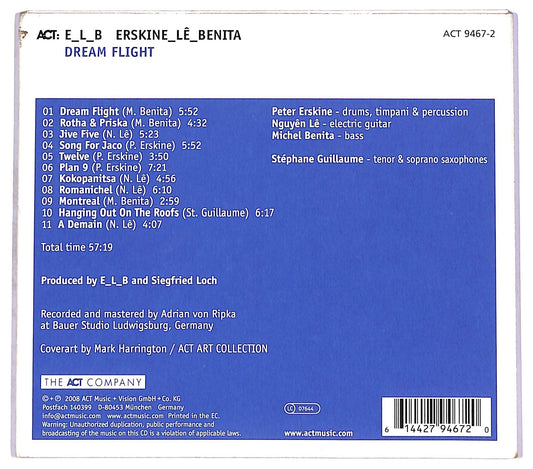 ACT: E_L_B ERSKINE_LÊ_BENITA
DREAM FLIGHT
ACT 9467-2
01 Dream Flight (M. Benita) 5:52
02 Rotha & Priska (M. Benita) 4:32
03 Jive Five (N. Lê) 5:23
04 Song For Jaco (P. Erskine) 5:52
05 Twelve (P. Erskine) 3:50
06 Plan 9 (P. Erskine) 7:21
07 Kokopanitsa (N. Lê) 4:56
08 Romanichel (N. Lê) 6:10
09 Montreal (M. Benita) 2:59
10 Hanging Out On The Roofs (St. Guillaume) 6:17
11 A Demain (N. Lê) 4:07
Total time 57:19
Peter Erskine - drums, timpani & percussion
Nguyên Lê - electric guitar
Michel Benita - bass
Stéphane Guillaume - tenor & soprano saxophones
Produced by E_L_B and Siegfried Loch
Recorded and mastered by Adrian von Ripka
at Bauer Studio Ludwigsburg, Germany
Coverart by Mark Harrington / ACT ART COLLECTION
THE ACT COMPANY
© + ℗ 2008 ACT Music + Vision GmbH + Co. KG
Postfach 140399 D-80453 München Germany
info@actmusic.com www.actmusic.com Printed in the EC.
Warning: Unauthorized duplication, public performance and
broadcasting of the music on this CD is a violation of applicable laws.
LC 07644
www.actmusic.com
6 14427 94672 0